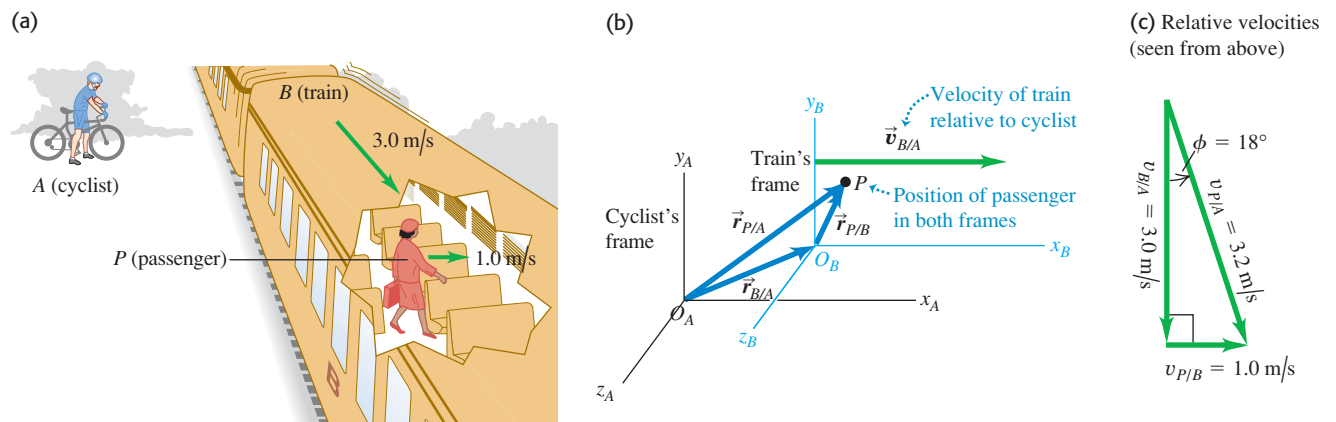 (a)
B (train)
3.0 m/s
A (cyclist)
P (passenger)
1.0 m/s
B
(b)
y_B
Velocity of train
relative to cyclist
v⃗_B/A
y_A
Train's
frame
P
Position of passenger
in both frames
Cyclist's
frame
r⃗_P/A
r⃗_P/B
x_B
O_B
r⃗_B/A
x_A
O_A
z_B
z_A
(c) Relative velocities
(seen from above)
ϕ = 18°
v_B/A = 3.0 m/s
v_P/A = 3.2 m/s
v_P/B = 1.0 m/s